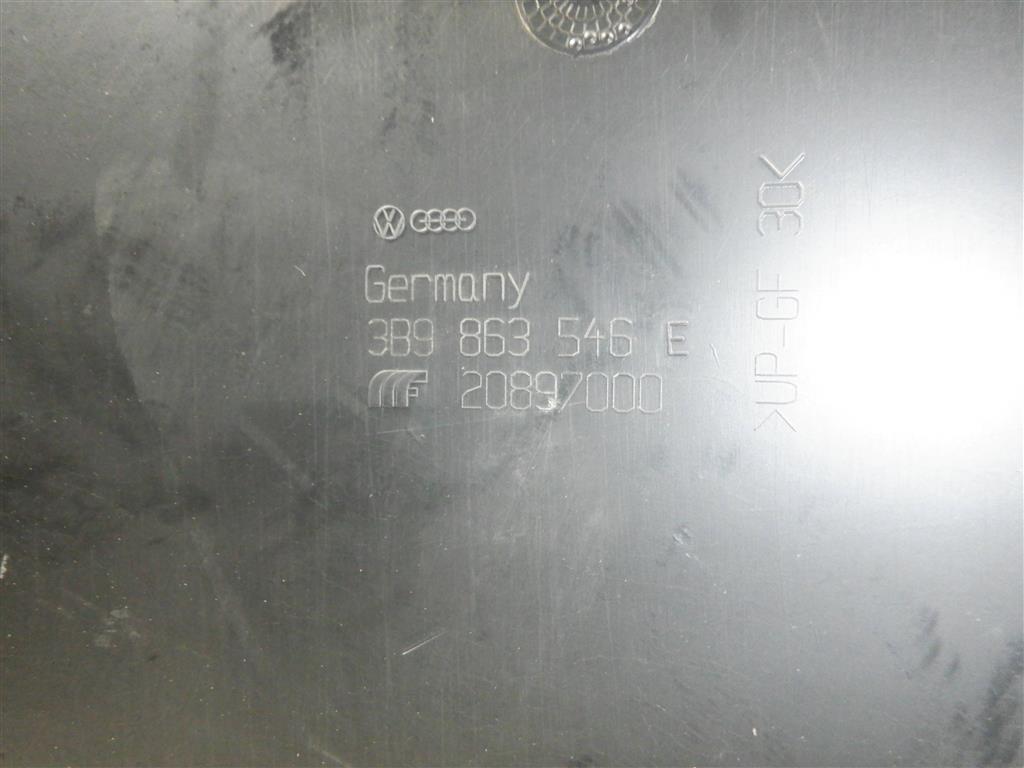 Germany
3B9 863 546 E
F 20897000
>UP-GF 30<